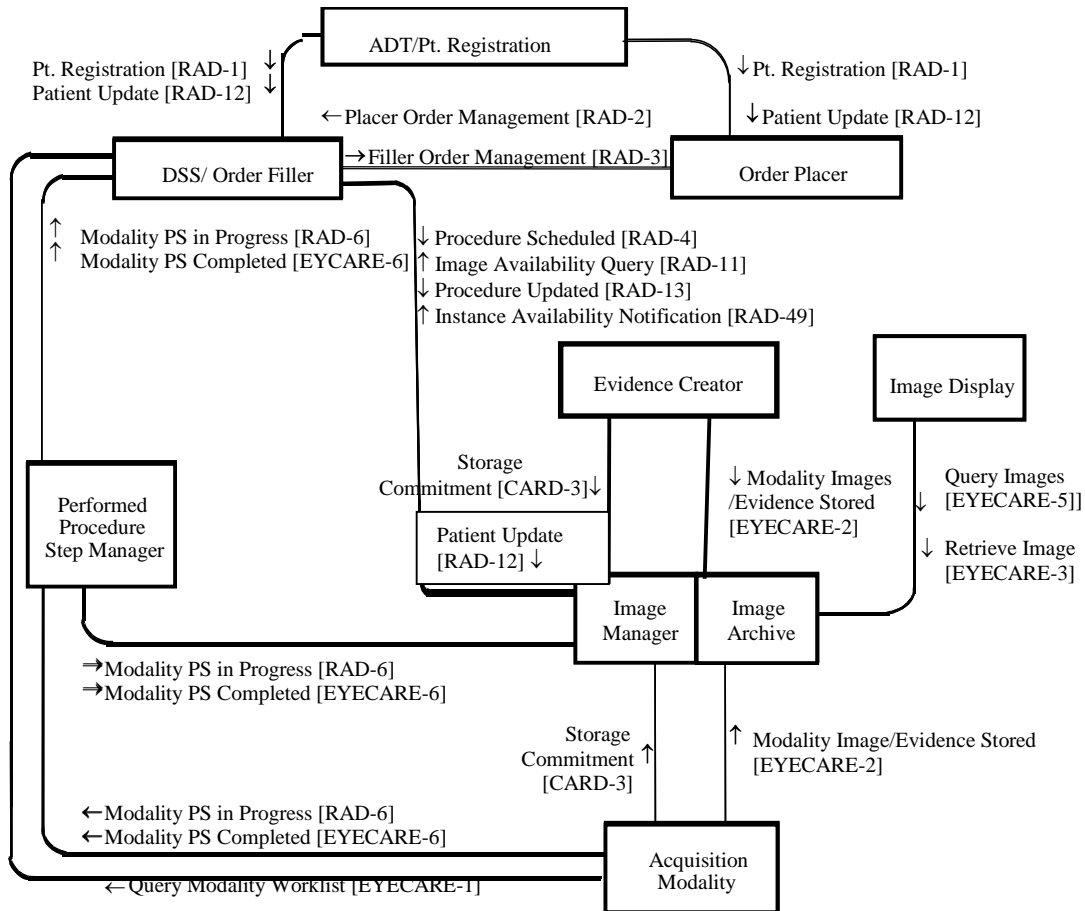 ADT/Pt. Registration
Pt. Registration [RAD-1] ↓
Patient Update [RAD-12] ↓
↓ Pt. Registration [RAD-1]
↓ Patient Update [RAD-12]
← Placer Order Management [RAD-2]
→ Filler Order Management [RAD-3]
DSS/ Order Filler
Order Placer
↑ Modality PS in Progress [RAD-6]
↑ Modality PS Completed [EYCARE-6]
↓ Procedure Scheduled [RAD-4]
↑ Image Availability Query [RAD-11]
↓ Procedure Updated [RAD-13]
↑ Instance Availability Notification [RAD-49]
Evidence Creator
Image Display
Storage
Commitment [CARD-3]↓
↓ Modality Images
/Evidence Stored
[EYECARE-2]
Query Images
↓ [EYECARE-5]]
↓ Retrieve Image
[EYECARE-3]
Performed
Procedure
Step Manager
Patient Update
[RAD-12] ↓
Image
Manager
Image
Archive
→ Modality PS in Progress [RAD-6]
→ Modality PS Completed [EYECARE-6]
Storage
Commitment ↑
[CARD-3]
↑ Modality Image/Evidence Stored
[EYECARE-2]
← Modality PS in Progress [RAD-6]
← Modality PS Completed [EYECARE-6]
← Query Modality Worklist [EYECARE-1]
Acquisition
Modality